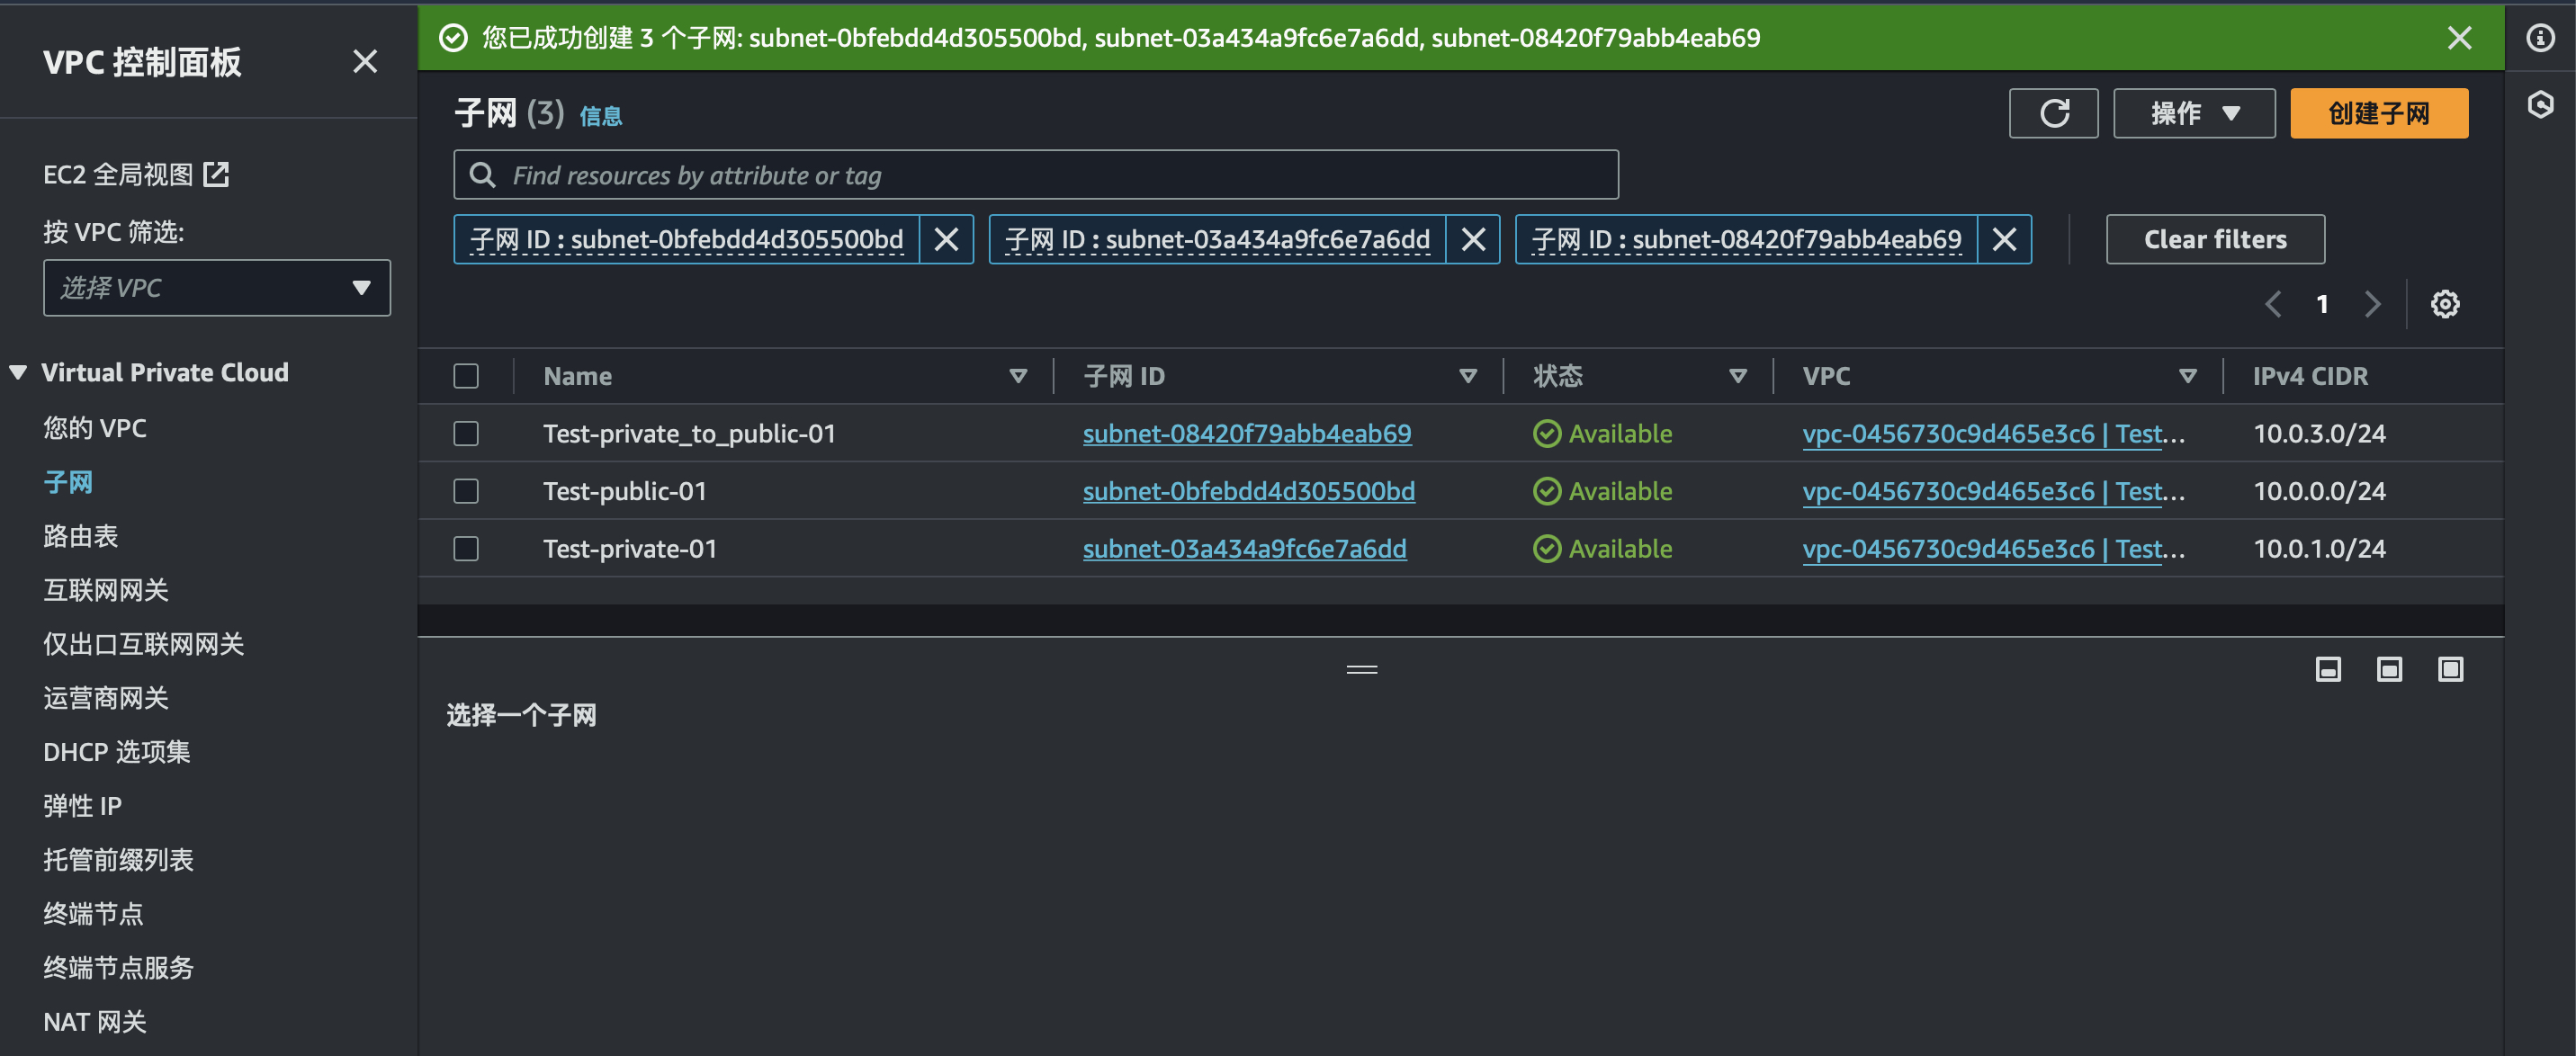 VPC 控制面板
EC2 全局视图
按 VPC 筛选:
选择 VPC
Virtual Private Cloud
您的 VPC
子网
路由表
互联网网关
仅出口互联网网关
运营商网关
DHCP 选项集
弹性 IP
托管前缀列表
终端节点
终端节点服务
NAT 网关
您已成功创建 3 个子网: subnet-0bfebdd4d305500bd, subnet-03a434a9fc6e7a6dd, subnet-08420f79abb4eab69
子网 (3) 信息
操作
创建子网
Find resources by attribute or tag
子网 ID : subnet-0bfebdd4d305500bd
子网 ID : subnet-03a434a9fc6e7a6dd
子网 ID : subnet-08420f79abb4eab69
Clear filters
1
Name 子网 ID 状态 VPC IPv4 CIDR
Test-private_to_public-01 subnet-08420f79abb4eab69 Available vpc-0456730c9d465e3c6 | Test... 10.0.3.0/24
Test-public-01 subnet-0bfebdd4d305500bd Available vpc-0456730c9d465e3c6 | Test... 10.0.0.0/24
Test-private-01 subnet-03a434a9fc6e7a6dd Available vpc-0456730c9d465e3c6 | Test... 10.0.1.0/24
选择一个子网